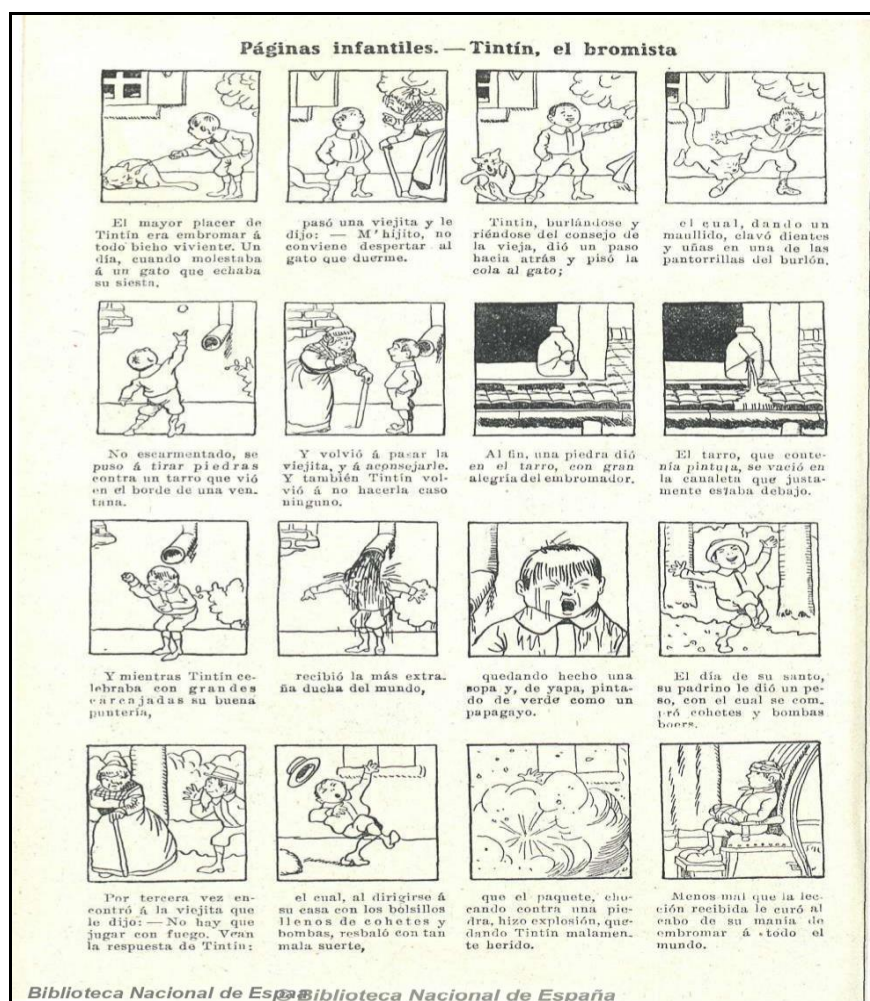 Páginas infantiles. — Tintín, el bromista
El mayor placer de
Tintín era embromar á
todo bicho viviente. Un
día, cuando molestaba
á un gato que echaba
su siesta.
pasó una viejita y le
dijo: — M'hijito, no
conviene despertar al
gato que duerme.
Tintín, burlándose y
riéndose del consejo de
la vieja, dió un paso
hacia atrás y pisó la
cola al gato;
el cual, dando un
maullido, clavó dientes
y uñas en una de las
pantorrillas del burlón.
No escarmentado, se
puso á tirar piedras
contra un tarro que vió
en el borde de una ven-
tana.
Y volvió á pasar la
viejita, y á aconsejarle.
Y también Tintín vol-
vió á no hacerla caso
ninguno.
Al fin, una piedra dió
en el tarro, con gran
alegría del embromador.
El tarro, que conte-
nía pintura, se vació en
la canaleta que justa-
mente estaba debajo.
Y mientras Tintín ce-
lebraba con grandes
carcajadas su buena
puntería,
recibió la más extra-
ña ducha del mundo,
quedando hecho una
sopa y, de yapa, pinta-
do de verde como un
papagayo.
El día de su santo,
su padrino le dió un pe-
so, con el cual se com-
pró cohetes y bombas
boers.
Por tercera vez en-
contró á la viejita que
le dijo: — No hay que
jugar con fuego. Vean
la respuesta de Tintín:
el cual, al dirigirse á
su casa con los bolsillos
llenos de cohetes y
bombas, resbaló con tan
mala suerte,
que el paquete, cho-
cando contra una pie-
dra, hizo explosión, que-
dando Tintín malamen-
te herido.
Menos mal que la lec-
ción recibida le curó al
cabo de su manía de
embromar á todo el
mundo.
Biblioteca Nacional de España
Biblioteca Nacional de España